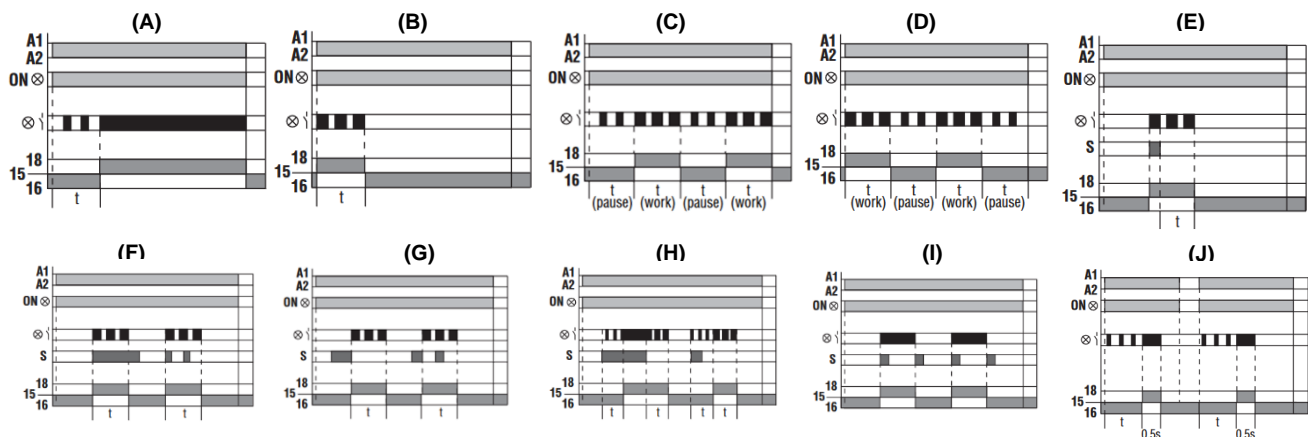 (A)
A1
A2
ON ⊗
⊗
18
15
16
t
(B)
A1
A2
ON ⊗
⊗
18
15
16
t
(C)
A1
A2
ON ⊗
⊗
18
15
16
t t t t
(pause) (work) (pause) (work)
(D)
A1
A2
ON ⊗
⊗
18
15
16
t t t t
(work) (pause) (work) (pause)
(E)
A1
A2
ON ⊗
⊗
S
18
15
16
t
(F)
A1
A2
ON ⊗
⊗
S
18
15
16
t t
(G)
A1
A2
ON ⊗
⊗
S
18
15
16
t t
(H)
A1
A2
ON ⊗
⊗
S
18
15
16
t t t t
(I)
A1
A2
ON ⊗
⊗
S
18
15
16
(J)
A1
A2
ON ⊗
⊗
18
15
16
t 0.5s t 0.5s